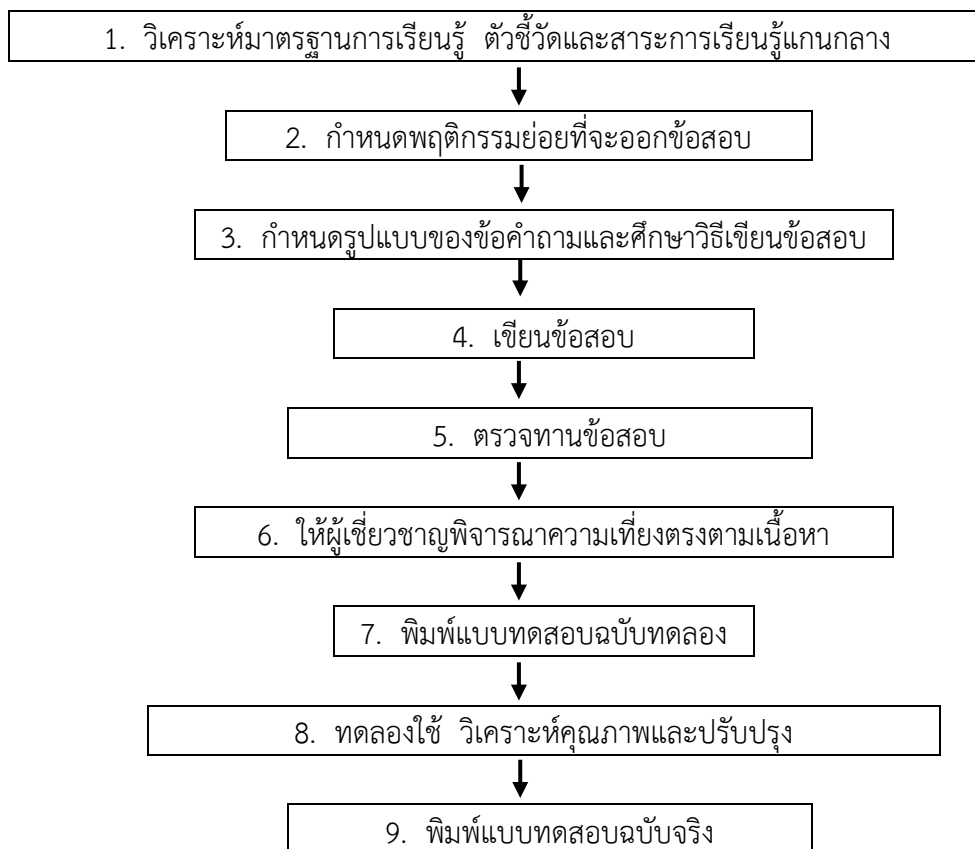 1. วิเคราะห์มาตรฐานการเรียนรู้ ตัวชี้วัดและสาระการเรียนรู้แกนกลาง
2. กำหนดพฤติกรรมย่อยที่จะออกข้อสอบ
3. กำหนดรูปแบบของข้อคำถามและศึกษาวิธีเขียนข้อสอบ
4. เขียนข้อสอบ
5. ตรวจทานข้อสอบ
6. ให้ผู้เชี่ยวชาญพิจารณาความเที่ยงตรงตามเนื้อหา
7. พิมพ์แบบทดสอบฉบับทดลอง
8. ทดลองใช้ วิเคราะห์คุณภาพและปรับปรุง
9. พิมพ์แบบทดสอบฉบับจริง